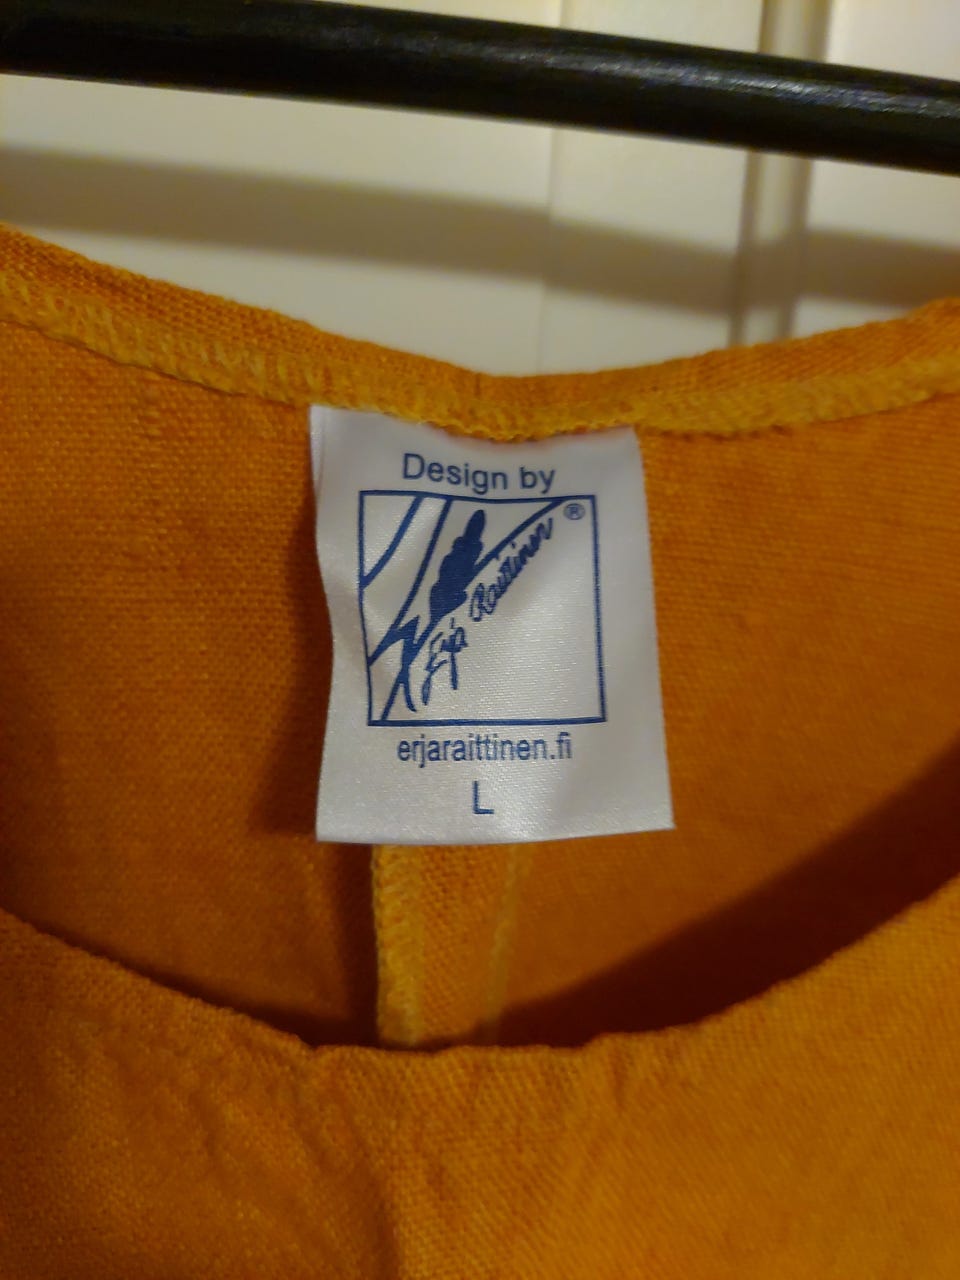 Design by
Erja Raittinen ®
erjaraittinen.fi
L